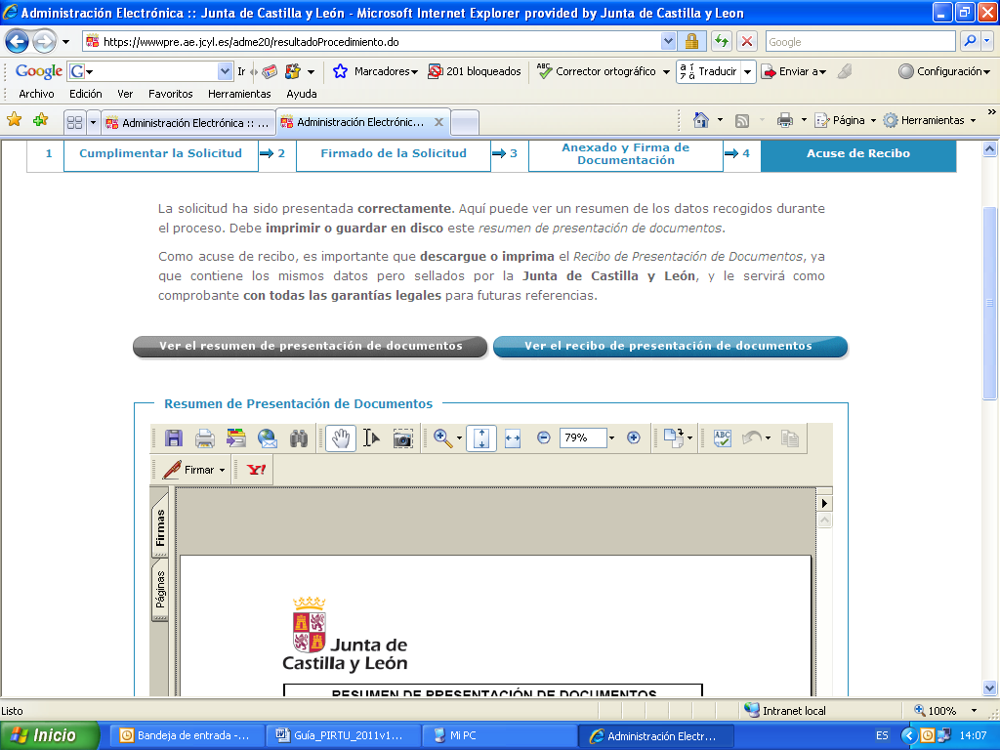 Administración Electrónica :: Junta de Castilla y León - Microsoft Internet Explorer provided by Junta de Castilla y Leon
https://wwwpre.ae.jcyl.es/adme20/resultadoProcedimiento.do
Google
Google G Ir Marcadores 201 bloqueados Corrector ortográfico Traducir Enviar a Configuración
Archivo Edición Ver Favoritos Herramientas Ayuda
Administración Electrónica :: ... Administración Electrónic... X Página Herramientas »
1 Cumplimentar la Solicitud 2 Firmado de la Solicitud 3 Anexado y Firma de Documentación 4 Acuse de Recibo
La solicitud ha sido presentada correctamente. Aquí puede ver un resumen de los datos recogidos durante
el proceso. Debe imprimir o guardar en disco este resumen de presentación de documentos.
Como acuse de recibo, es importante que descargue o imprima el Recibo de Presentación de Documentos, ya
que contiene los mismos datos pero sellados por la Junta de Castilla y León, y le servirá como
comprobante con todas las garantías legales para futuras referencias.
Ver el resumen de presentación de documentos Ver el recibo de presentación de documentos
Resumen de Presentación de Documentos
79%
Firmar Y!
Firmas
Páginas
Junta de
Castilla y León
RESUMEN DE PRESENTACIÓN DE DOCUMENTOS
Listo Intranet local 100%
Inicio Bandeja de entrada -... Guía_PIRTU_2011v1... Mi PC Administración Electr... ES 14:07